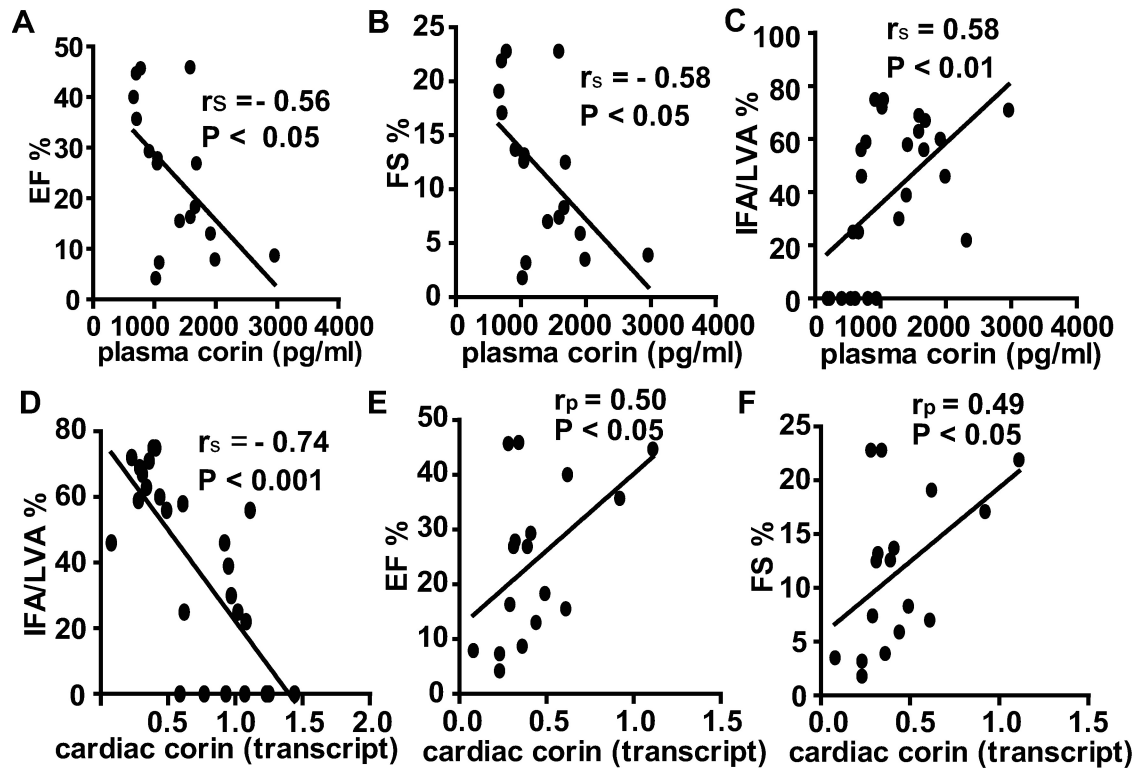 A
50
40
30
20
10
0
EF %
rS = - 0.56
P < 0.05
0 1000 2000 3000 4000
plasma corin (pg/ml)
B
25
20
15
10
5
0
FS %
rs = - 0.58
P < 0.05
0 1000 2000 3000 4000
plasma corin (pg/ml)
C
100
80
60
40
20
0
IFA/LVA %
rs = 0.58
P < 0.01
0 1000 2000 3000 4000
plasma corin (pg/ml)
D
80
60
40
20
0
IFA/LVA %
rs = - 0.74
P < 0.001
0.5 1.0 1.5 2.0
cardiac corin (transcript)
E
50
40
30
20
10
0
EF %
rp = 0.50
P < 0.05
0.0 0.5 1.0 1.5
cardiac corin (transcript)
F
25
20
15
10
5
0
FS %
rp = 0.49
P < 0.05
0.0 0.5 1.0 1.5
cardiac corin (transcript)